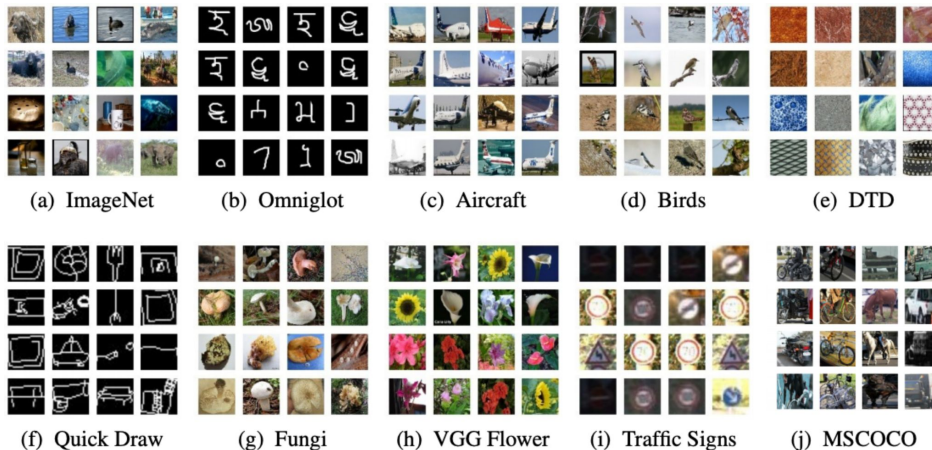 (a) ImageNet
(b) Omniglot
(c) Aircraft
(d) Birds
(e) DTD
(f) Quick Draw
(g) Fungi
(h) VGG Flower
(i) Traffic Signs
(j) MSCOCO